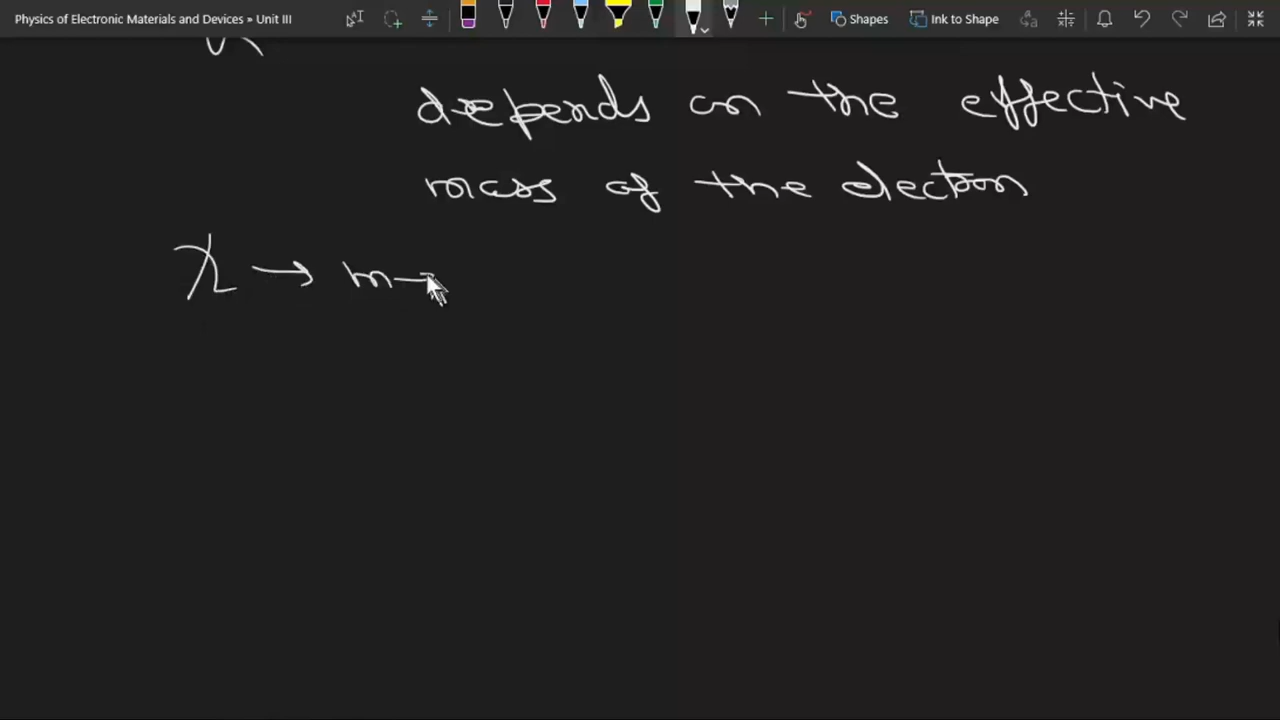 Physics of Electronic Materials and Devices » Unit III
Shapes
Ink to Shape
depends on the effective
mass of the electron
→ m